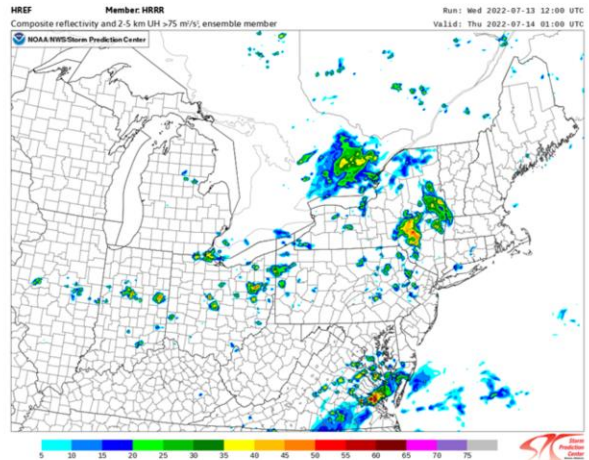 HREF Member: HRRR Run: Wed 2022-07-13 12:00 UTC
Composite reflectivity and 2-5 km UH >75 m²/s², ensemble member Valid: Thu 2022-07-14 01:00 UTC
NOAA/NWS/Storm Prediction Center
5 10 15 20 25 30 35 40 45 50 55 60 65 70 75
Storm
Prediction
Center